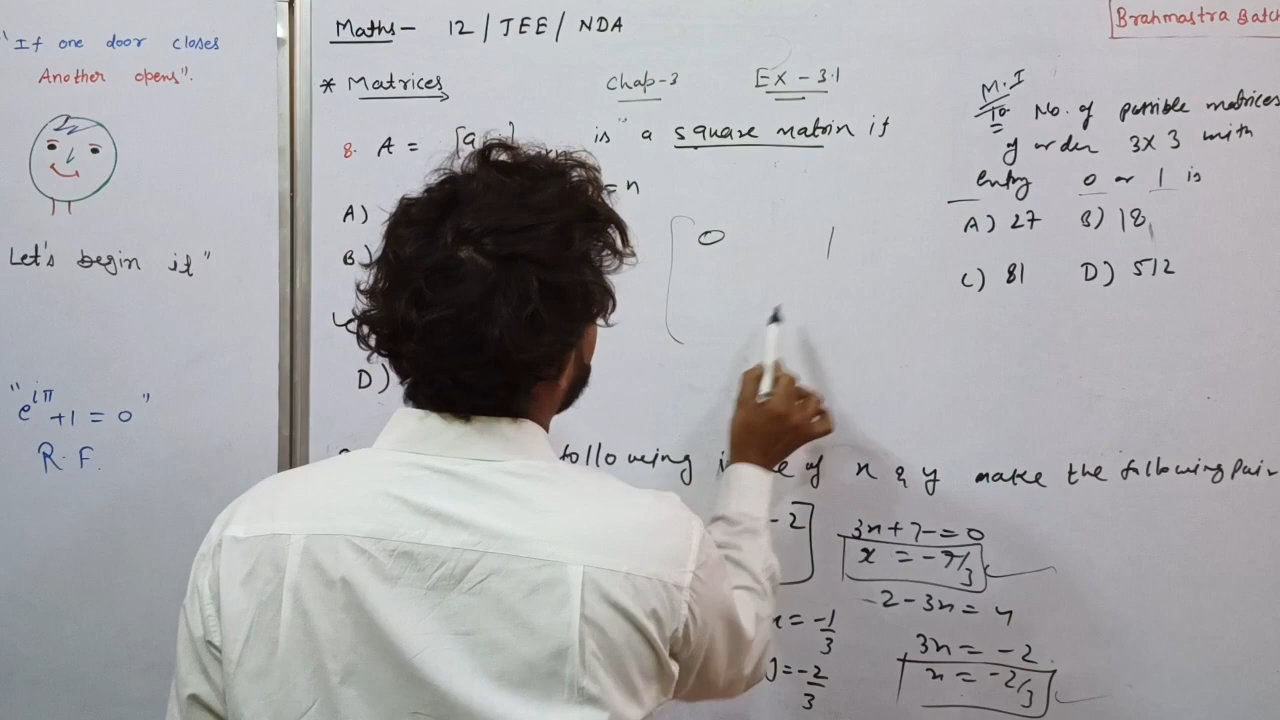 "If one door closes
Another opens".
Let's begin it"
"e^{iπ} + 1 = 0"
R.F.
Maths - 12 / JEE / NDA
Brahmastra Batch
* Matrices Chap-3 Ex - 3.1
8. A = is a square matrix if
= n
A)
B)
D)
0 1
M.I
10 No. of possible matrices
of order 3x3 with
entry 0 or 1 is
A) 27 B) 18
C) 81 D) 512
following of x & y make the following pair
-2
3x + 7 = 0
x = -7/3
-2 - 3x = 4
x = -1/3
3x = -2
y = -2/3
x = -2/3